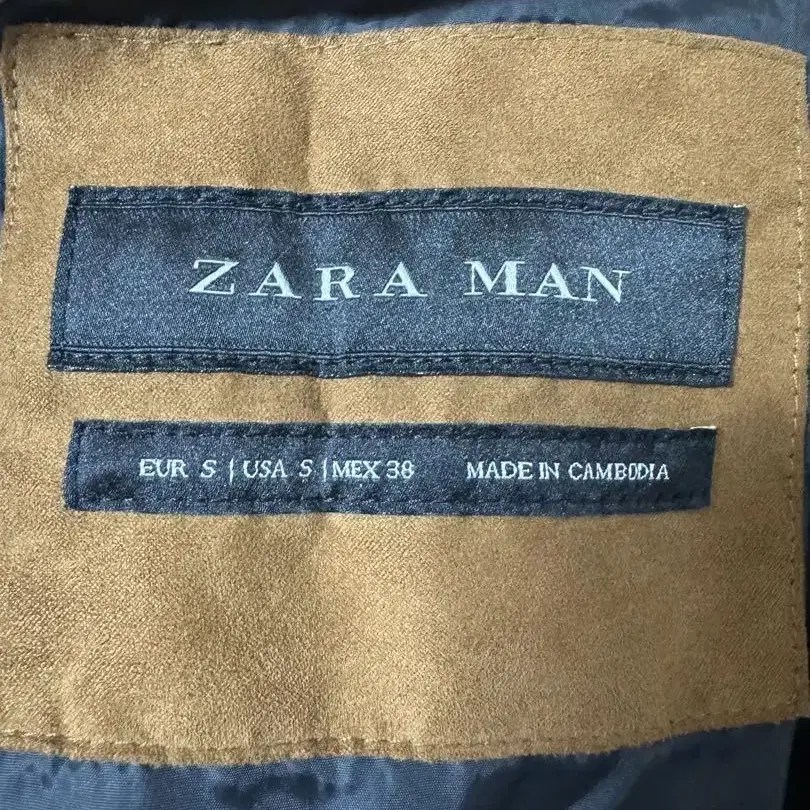 ZARA MAN
EUR S | USA S | MEX 38 MADE IN CAMBODIA